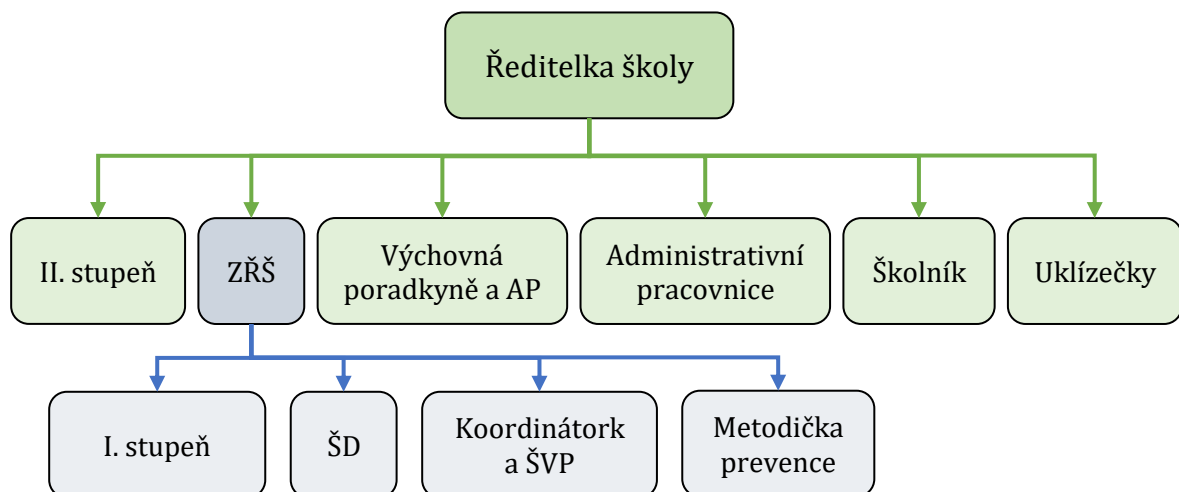 Ředitelka školy
II. stupeň
ZŘŠ
Výchovná
poradkyně a AP
Administrativní
pracovnice
Školník
Uklízečky
I. stupeň
ŠD
Koordinátork
a ŠVP
Metodička
prevence